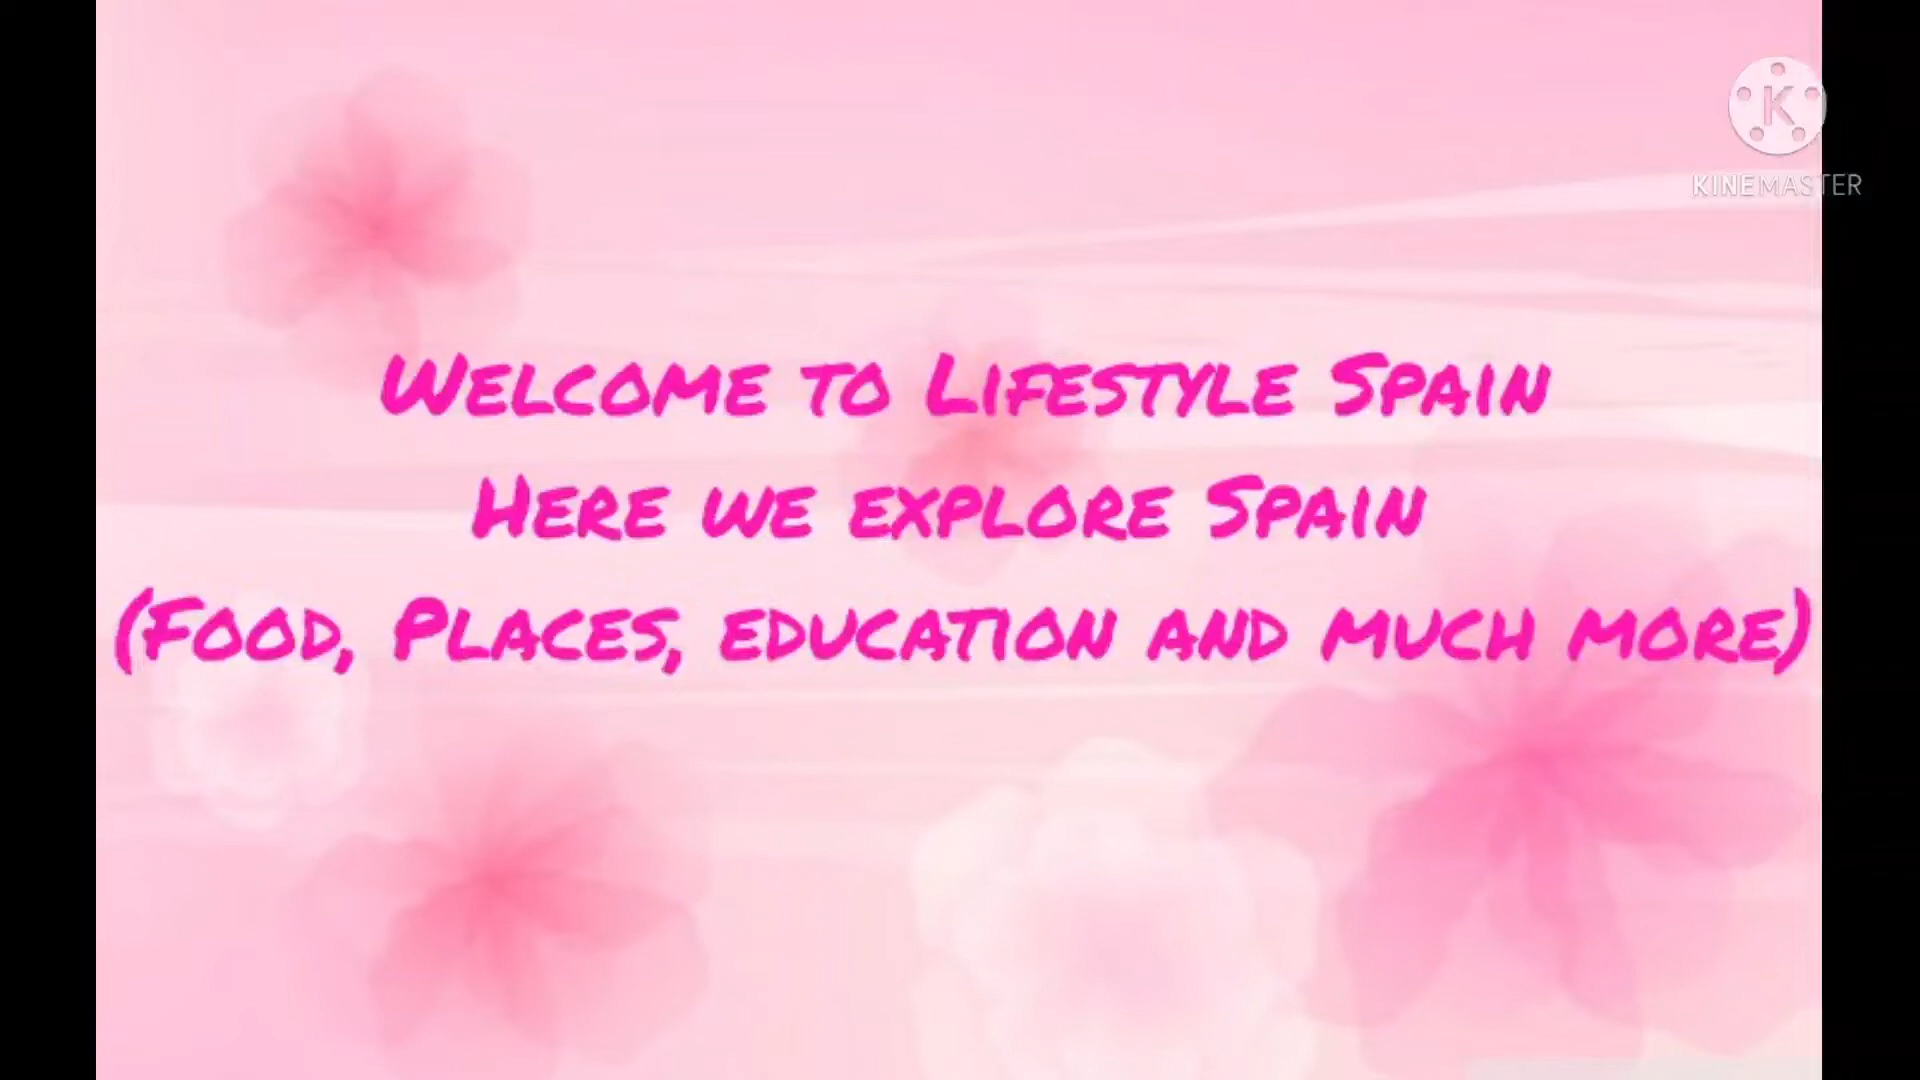 K
KINEMASTER
Welcome to Lifestyle Spain
Here we explore Spain
(Food, Places, education and much more)